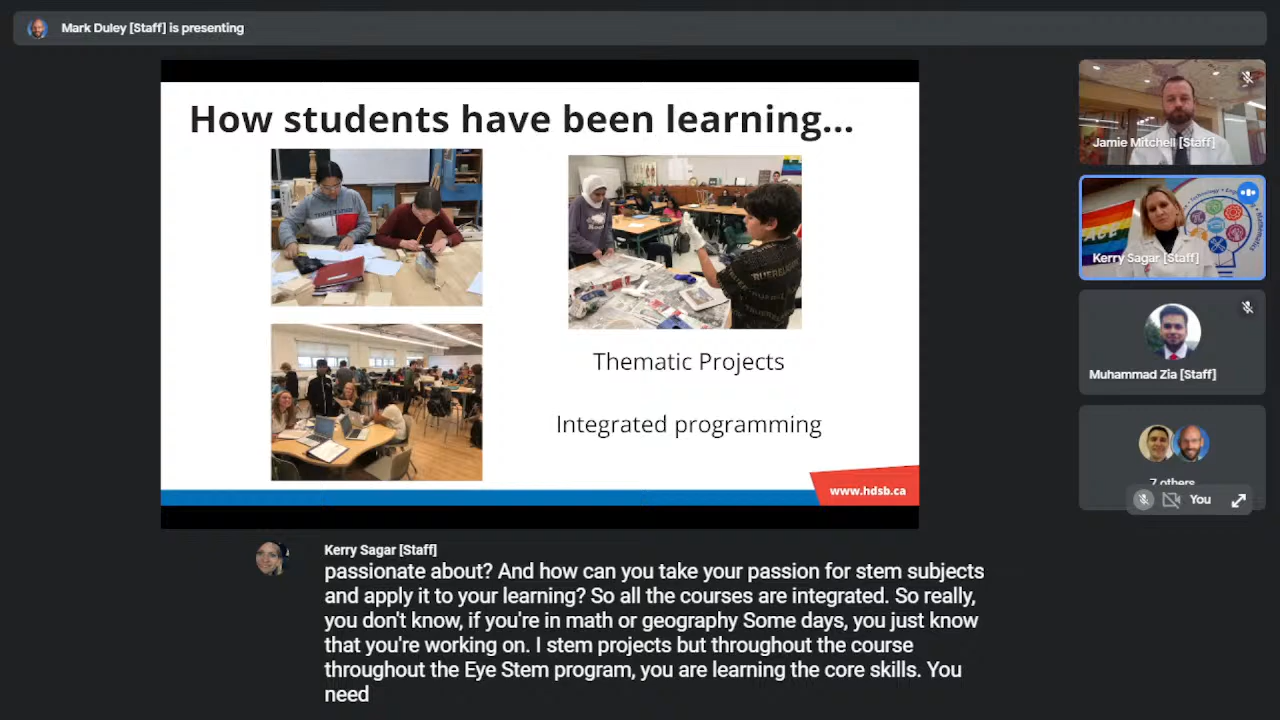 Mark Duley [Staff] is presenting
How students have been learning...
Thematic Projects
Integrated programming
www.hdsb.ca
Jamie Mitchell [Staff]
Kerry Sagar [Staff]
Muhammad Zia [Staff]
7 others
You
Kerry Sagar [Staff]
passionate about? And how can you take your passion for stem subjects
and apply it to your learning? So all the courses are integrated. So really,
you don't know, if you're in math or geography Some days, you just know
that you're working on. I stem projects but throughout the course
throughout the Eye Stem program, you are learning the core skills. You
need